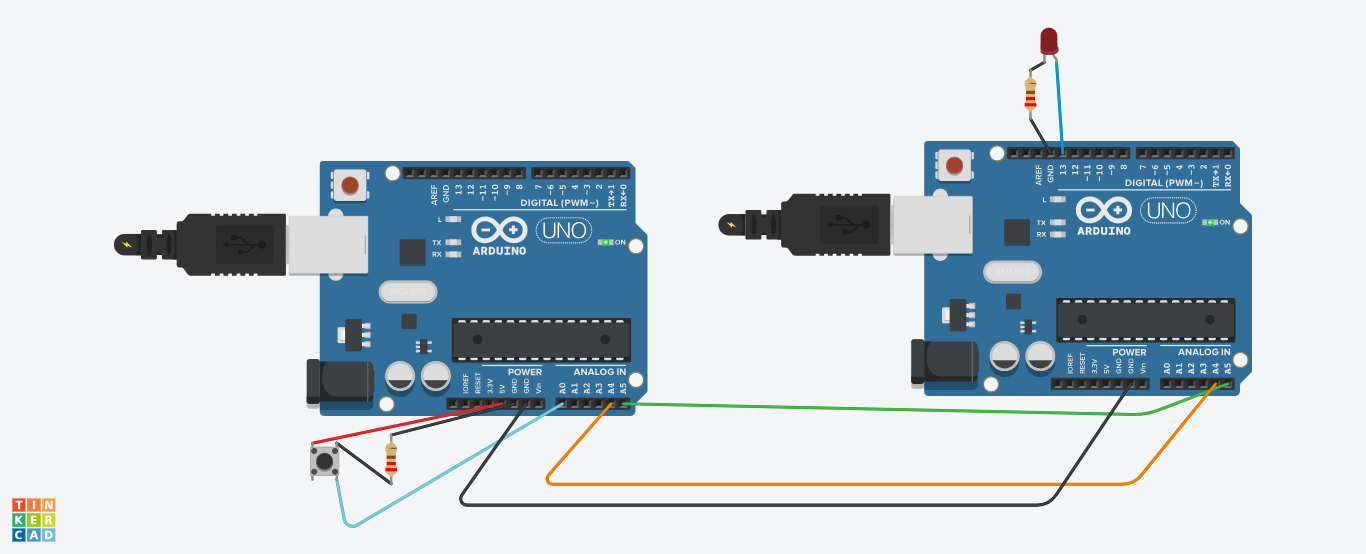 AREF
GND
13
12
~11
~10
~9
8
7
~6
~5
4
~3
2
TX→1
RX←0
DIGITAL (PWM~)
L
TX
RX
UNO
ARDUINO
ON
POWER
ANALOG IN
IOREF
RESET
3.3V
5V
GND
GND
Vin
A0
A1
A2
A3
A4
A5
AREF
GND
13
12
~11
~10
~9
8
7
~6
~5
4
~3
2
TX→1
RX←0
DIGITAL (PWM~)
L
TX
RX
UNO
ARDUINO
ON
POWER
ANALOG IN
IOREF
RESET
3.3V
5V
GND
GND
Vin
A0
A1
A2
A3
A4
A5
TIN
KER
CAD